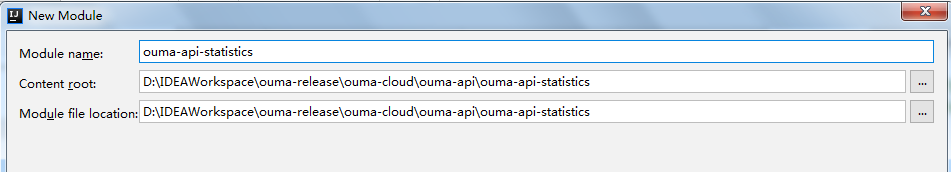 New Module
Module name: ouma-api-statistics
Content root: D:\IDEAWorkspace\ouma-release\ouma-cloud\ouma-api\ouma-api-statistics ...
Module file location: D:\IDEAWorkspace\ouma-release\ouma-cloud\ouma-api\ouma-api-statistics ...